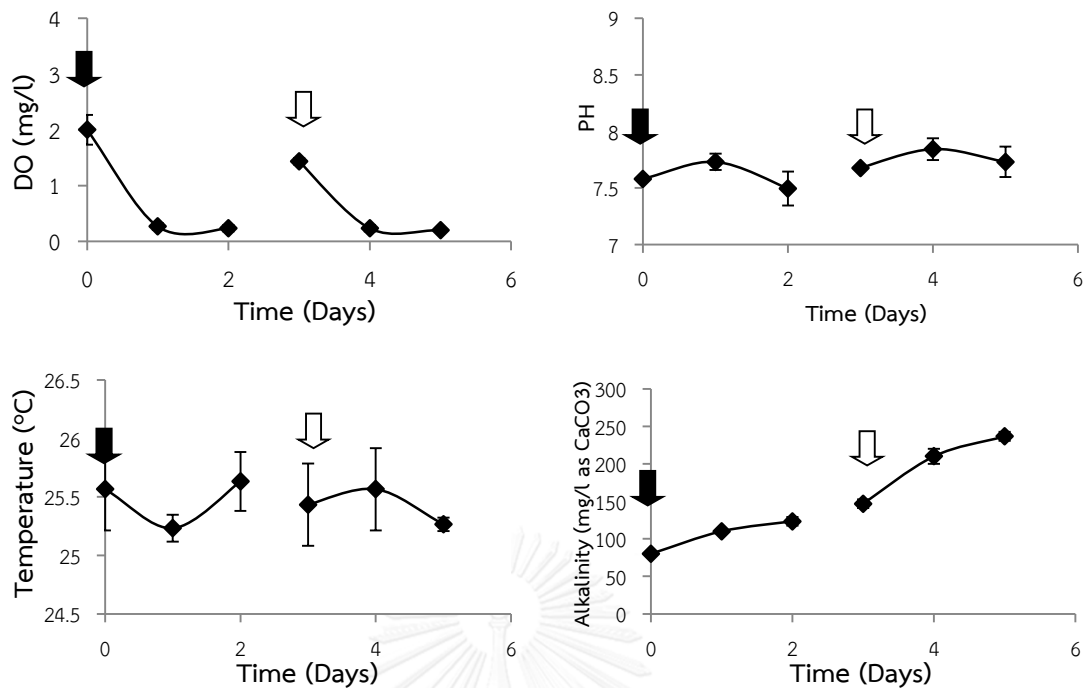 DO (mg/l)
4
3
2
1
0
0 2 4 6
Time (Days)
PH
9
8.5
8
7.5
7
0 2 4 6
Time (Days)
Temperature (°C)
26.5
26
25.5
25
24.5
0 2 4 6
Time (Days)
Alkalinity (mg/l as CaCO3)
300
250
200
150
100
50
0
0 2 4 6
Time (Days)